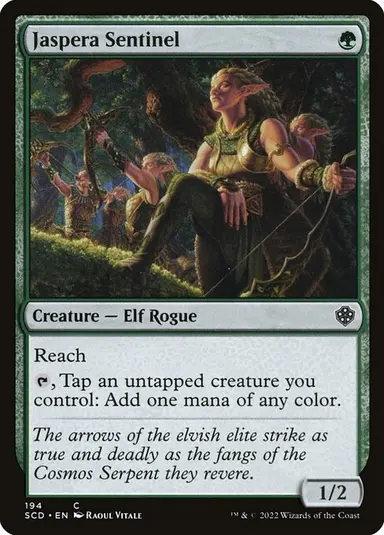 Jaspera Sentinel
Creature — Elf Rogue
Reach
, Tap an untapped creature you
control: Add one mana of any color.
The arrows of the elvish elite strike as
true and deadly as the fangs of the
Cosmos Serpent they revere.
1/2
194 C
SCD • EN Raoul Vitale
™ & © 2022 Wizards of the Coast